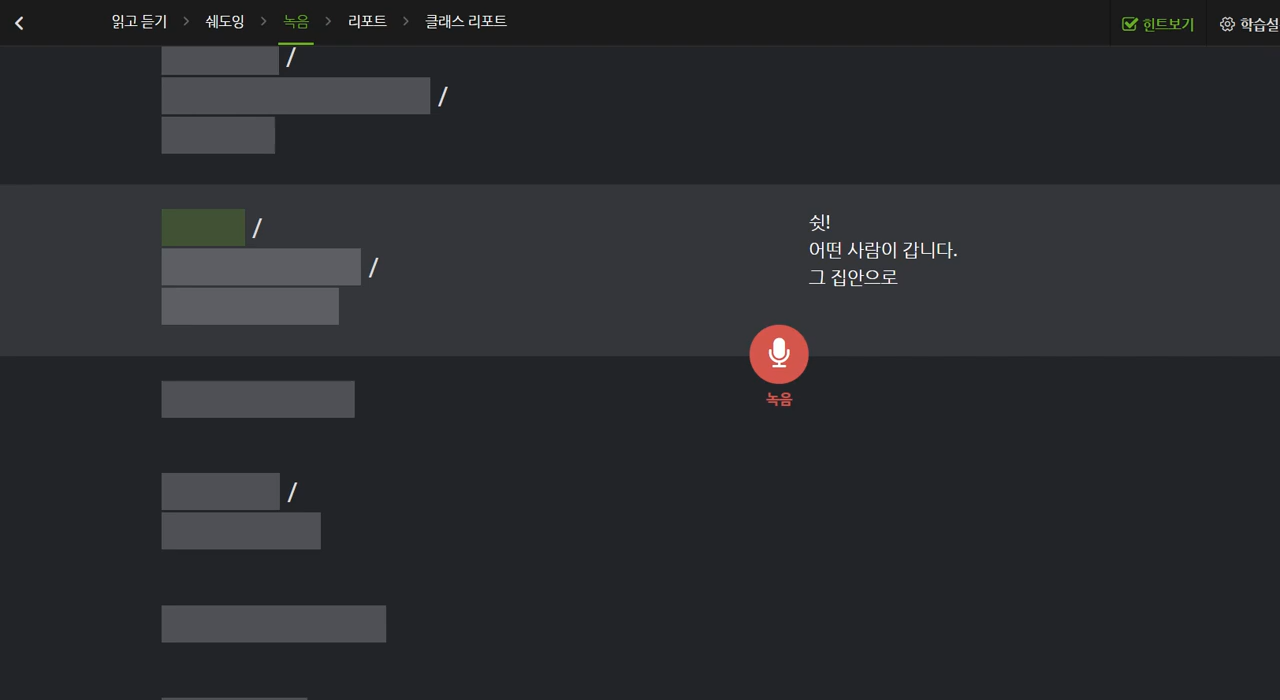 읽고 듣기 > 쉐도잉 > 녹음 > 리포트 > 클래스 리포트
힌트보기
학습설
/
/
/
/
쉿!
어떤 사람이 갑니다.
그 집안으로
녹음
/